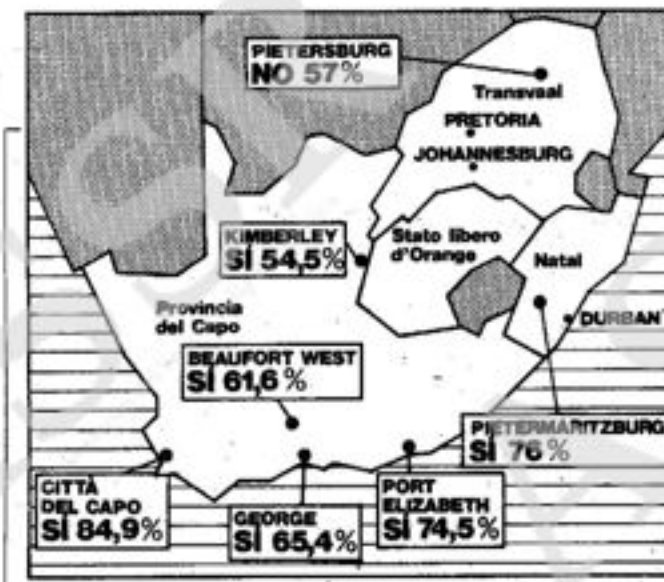 PIETERSBURG
NO 57%
Transvaal
PRETORIA
JOHANNESBURG
KIMBERLEY
SÌ 54,5%
Stato libero
d'Orange
Natal
Provincia
del Capo
DURBAN
BEAUFORT WEST
SÌ 61,6%
PIETERMARITZBURG
SÌ 76%
CITTÀ
DEL CAPO
SÌ 84,9%
GEORGE
SÌ 65,4%
PORT
ELIZABETH
SÌ 74,5%